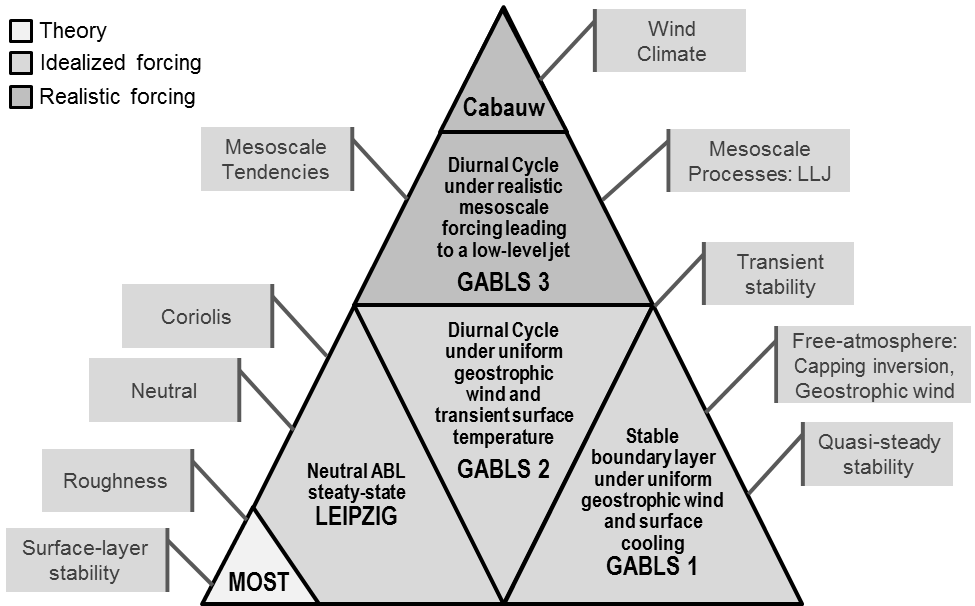 Theory
Idealized forcing
Realistic forcing
Wind
Climate
Cabauw
Mesoscale
Tendencies
Mesoscale
Processes: LLJ
Diurnal Cycle
under realistic
mesoscale
forcing leading
to a low-level jet
GABLS 3
Transient
stability
Coriolis
Diurnal Cycle
under uniform
geostrophic
wind and
transient surface
temperature
GABLS 2
Free-atmosphere:
Capping inversion,
Geostrophic wind
Neutral
Quasi-steady
stability
Stable
boundary layer
under uniform
geostrophic wind
and surface
cooling
GABLS 1
Neutral ABL
steaty-state
LEIPZIG
Roughness
Surface-layer
stability
MOST